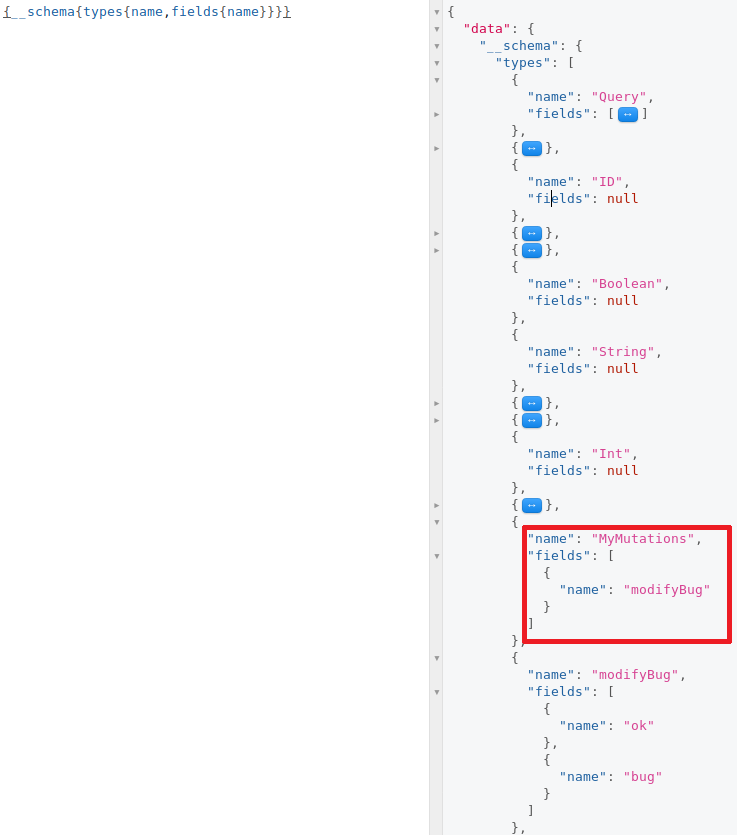 {__schema{types{name,fields{name}}}}
{
"data": {
"__schema": {
"types": [
{
"name": "Query",
"fields": [ ↔ ]
},
{ ↔ },
{
"name": "ID",
"fields": null
},
{ ↔ },
{ ↔ },
{
"name": "Boolean",
"fields": null
},
{
"name": "String",
"fields": null
},
{ ↔ },
{ ↔ },
{
"name": "Int",
"fields": null
},
{ ↔ },
{
"name": "MyMutations",
"fields": [
{
"name": "modifyBug"
}
]
},
{
"name": "modifyBug",
"fields": [
{
"name": "ok"
},
{
"name": "bug"
}
]
},